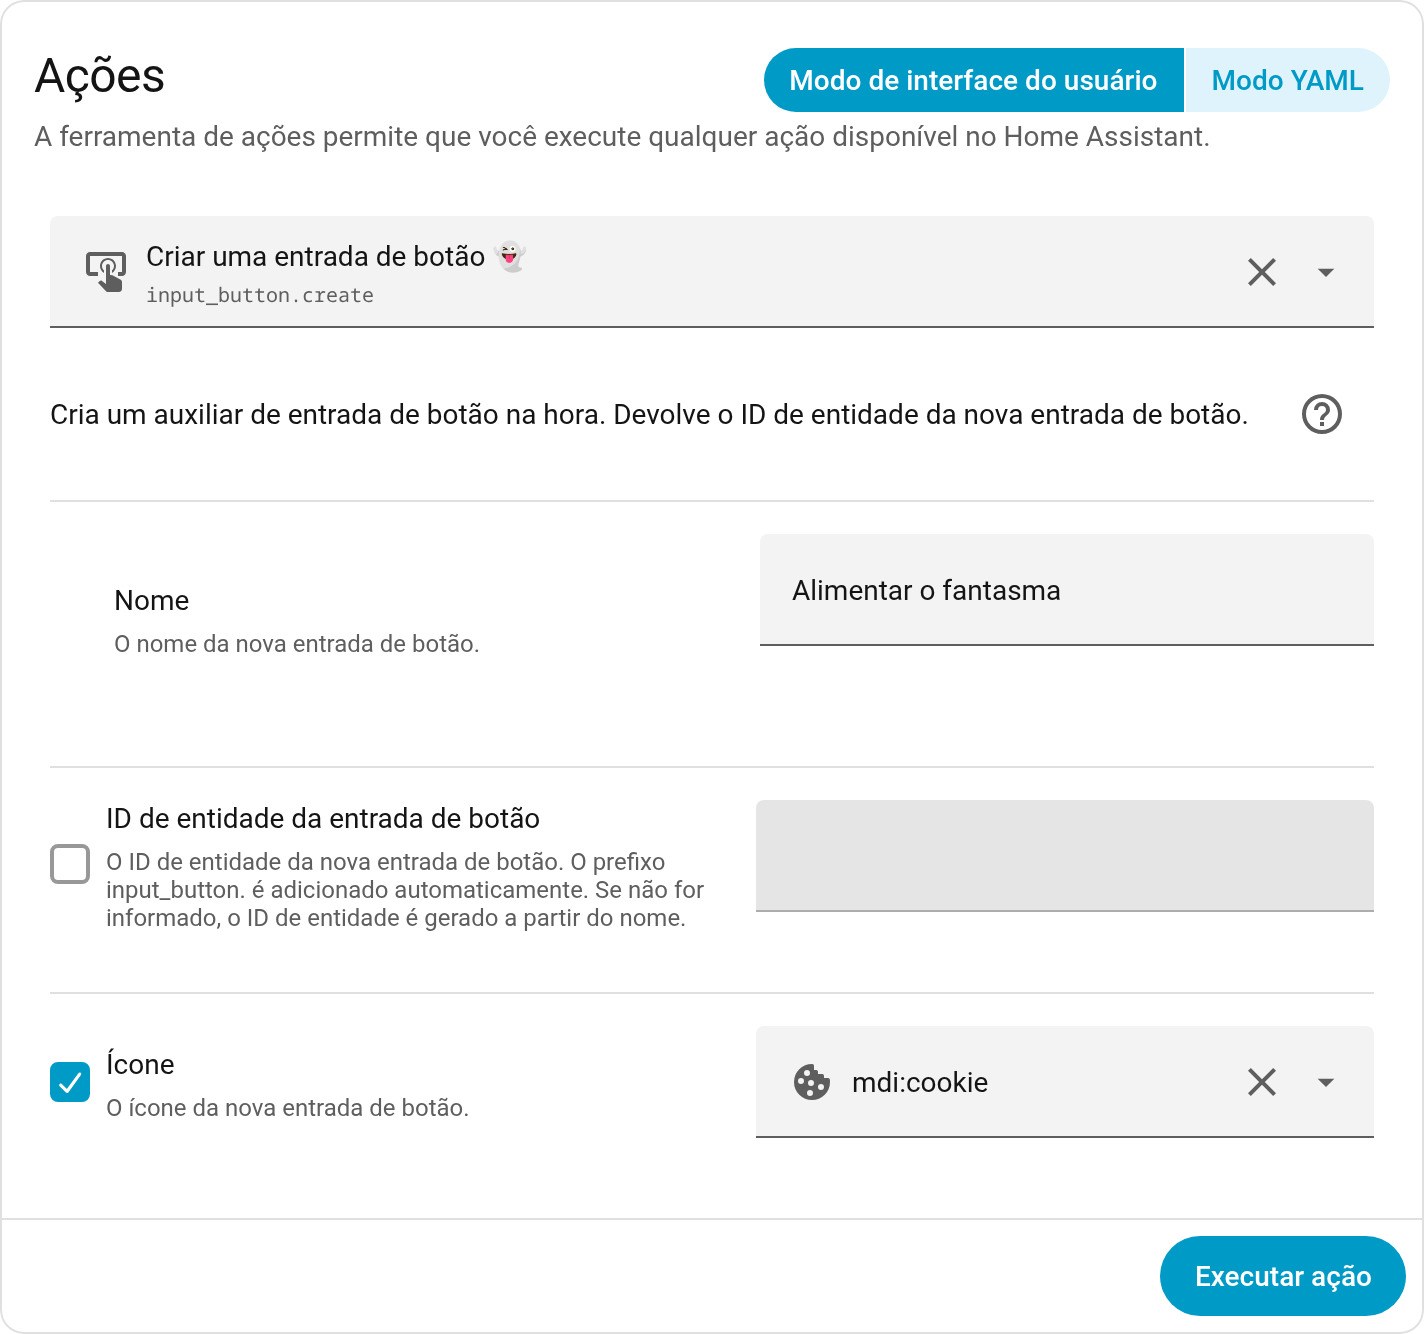 Ações
Modo de interface do usuário
Modo YAML
A ferramenta de ações permite que você execute qualquer ação disponível no Home Assistant.
Criar uma entrada de botão 👻
input_button.create
Cria um auxiliar de entrada de botão na hora. Devolve o ID de entidade da nova entrada de botão.
Nome
O nome da nova entrada de botão.
Alimentar o fantasma
ID de entidade da entrada de botão
O ID de entidade da nova entrada de botão. O prefixo
input_button. é adicionado automaticamente. Se não for
informado, o ID de entidade é gerado a partir do nome.
Ícone
O ícone da nova entrada de botão.
mdi:cookie
Executar ação